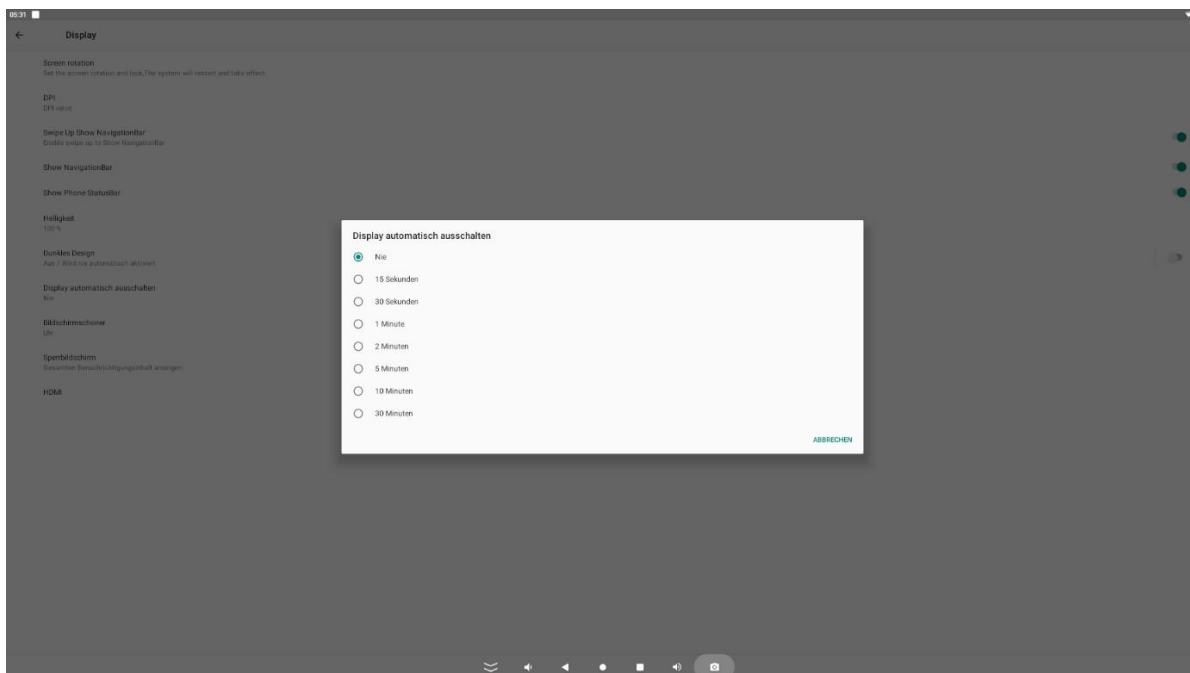 05:31
Display
Screen rotation
Set the screen rotation and lock,The system will restart and take effect
DPI
DPI value
Swipe Up Show NavigationBar
Enable swipe up to Show NavigationBar
Show NavigationBar
Show Phone StatusBar
Helligkeit
100 %
Dunkles Design
Aus / Wird nie automatisch aktiviert
Display automatisch ausschalten
Nie
Bildschirmschoner
Uhr
Sperrbildschirm
Gesamten Benachrichtigungsinhalt anzeigen
HDMI
Display automatisch ausschalten
Nie
15 Sekunden
30 Sekunden
1 Minute
2 Minuten
5 Minuten
10 Minuten
30 Minuten
ABBRECHEN